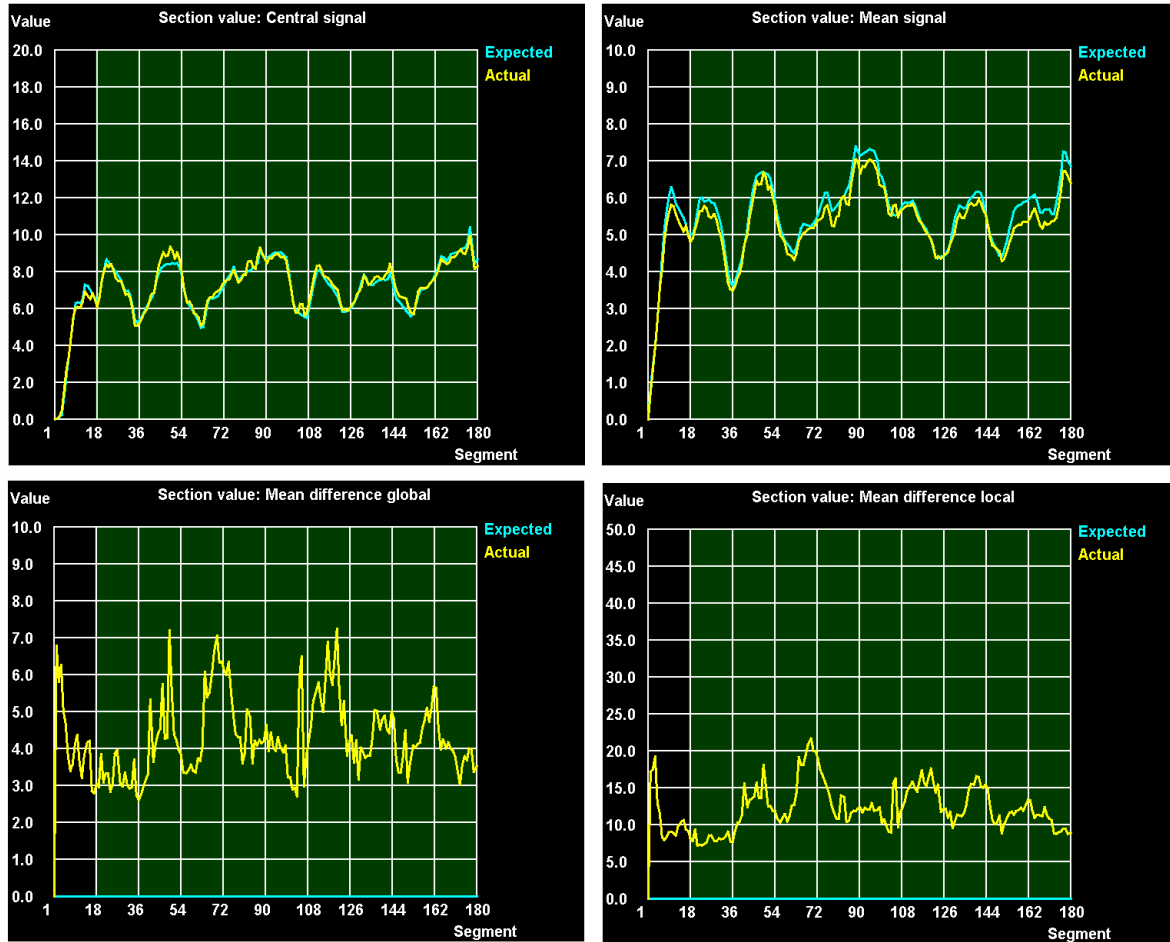 Value
Section value: Central signal
20.0
Expected
18.0
Actual
16.0
14.0
12.0
10.0
8.0
6.0
4.0
2.0
0.0
1 18 36 54 72 90 108 126 144 162 180
Segment
Value
Section value: Mean signal
10.0
Expected
9.0
Actual
8.0
7.0
6.0
5.0
4.0
3.0
2.0
1.0
0.0
1 18 36 54 72 90 108 126 144 162 180
Segment
Value
Section value: Mean difference global
10.0
Expected
9.0
Actual
8.0
7.0
6.0
5.0
4.0
3.0
2.0
1.0
0.0
1 18 36 54 72 90 108 126 144 162 180
Segment
Value
Section value: Mean difference local
50.0
Expected
45.0
Actual
40.0
35.0
30.0
25.0
20.0
15.0
10.0
5.0
0.0
1 18 36 54 72 90 108 126 144 162 180
Segment